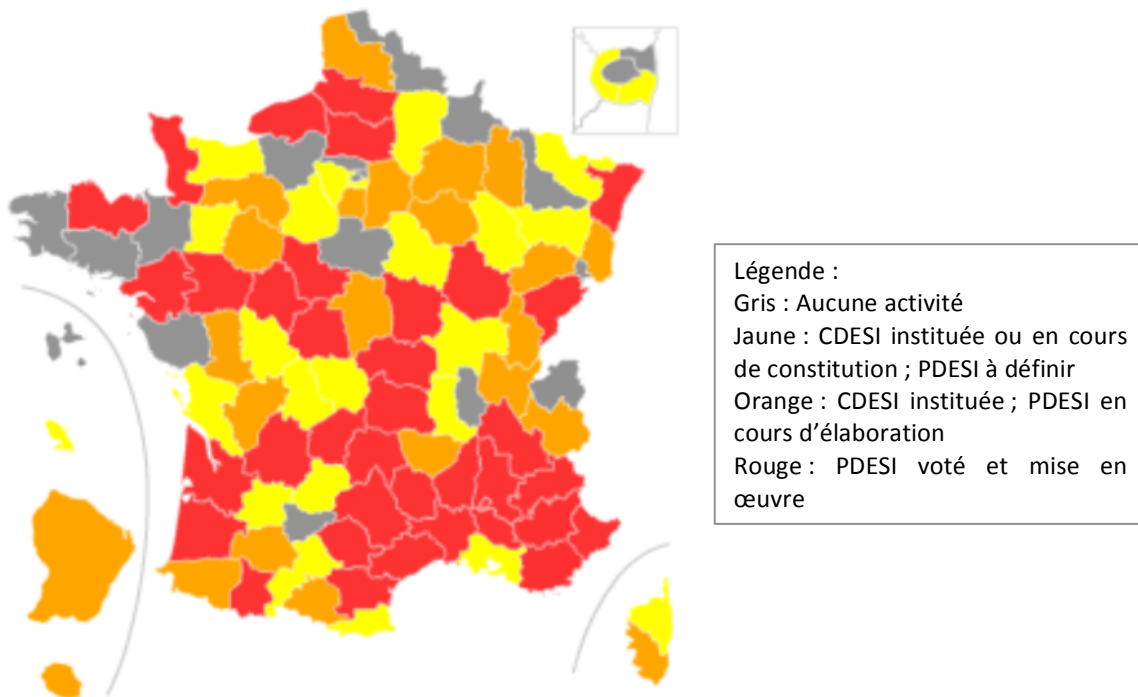 Légende :
Gris : Aucune activité
Jaune : CDESI instituée ou en cours
de constitution ; PDESI à définir
Orange : CDESI instituée ; PDESI en
cours d’élaboration
Rouge : PDESI voté et mise en
œuvre